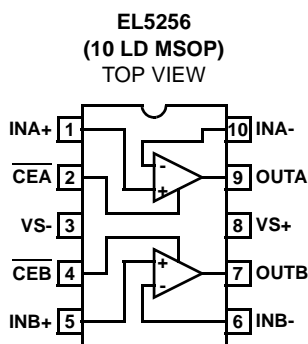 EL5256
(10 LD MSOP)
TOP VIEW
INA+ 1 10 INA-
CEA 2 - + 9 OUTA
VS- 3 8 VS+
CEB 4 + - 7 OUTB
INB+ 5 6 INB-